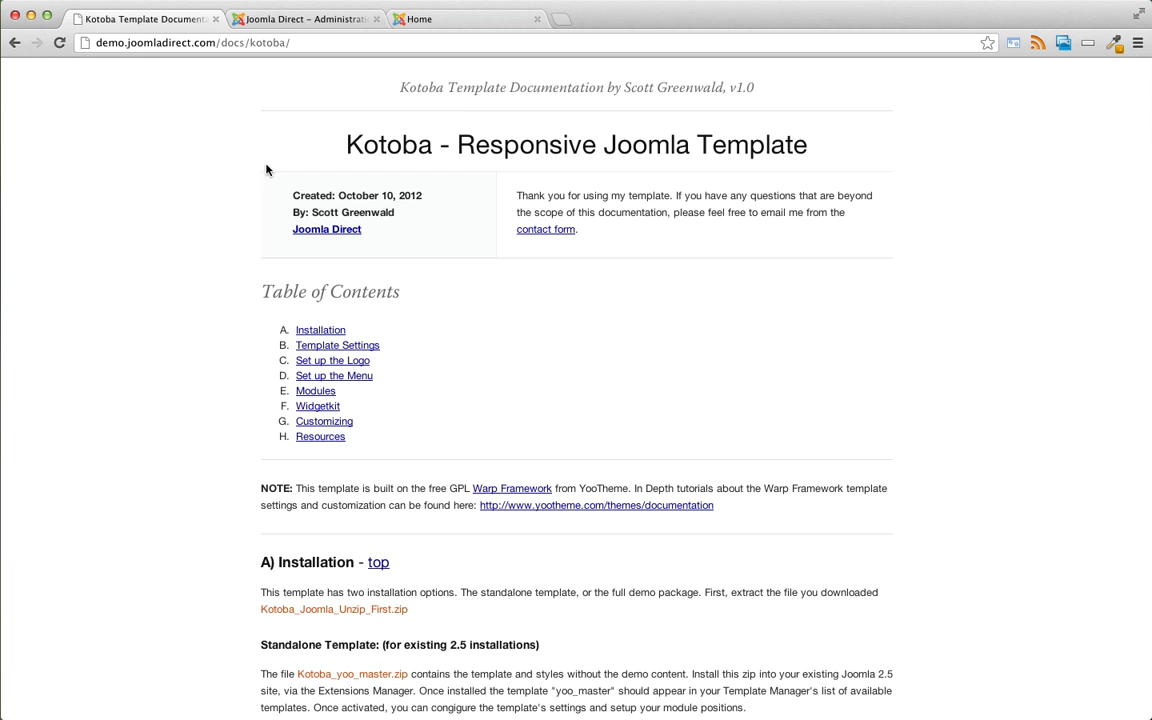 Kotoba Template Documenta
Joomla Direct - Administrati
Home
demo.joomladirect.com/docs/kotoba/
Kotoba Template Documentation by Scott Greenwald, v1.0
Kotoba - Responsive Joomla Template
Created: October 10, 2012
By: Scott Greenwald
Joomla Direct
Thank you for using my template. If you have any questions that are beyond
the scope of this documentation, please feel free to email me from the
contact form.
Table of Contents
A. Installation
B. Template Settings
C. Set up the Logo
D. Set up the Menu
E. Modules
F. Widgetkit
G. Customizing
H. Resources
NOTE: This template is built on the free GPL Warp Framework from YooTheme. In Depth tutorials about the Warp Framework template
settings and customization can be found here: http://www.yootheme.com/themes/documentation
A) Installation - top
This template has two installation options. The standalone template, or the full demo package. First, extract the file you downloaded
Kotoba_Joomla_Unzip_First.zip
Standalone Template: (for existing 2.5 installations)
The file Kotoba_yoo_master.zip contains the template and styles without the demo content. Install this zip into your existing Joomla 2.5
site, via the Extensions Manager. Once installed the template "yoo_master" should appear in your Template Manager's list of available
templates. Once activated, you can congigure the template's settings and setup your module positions.